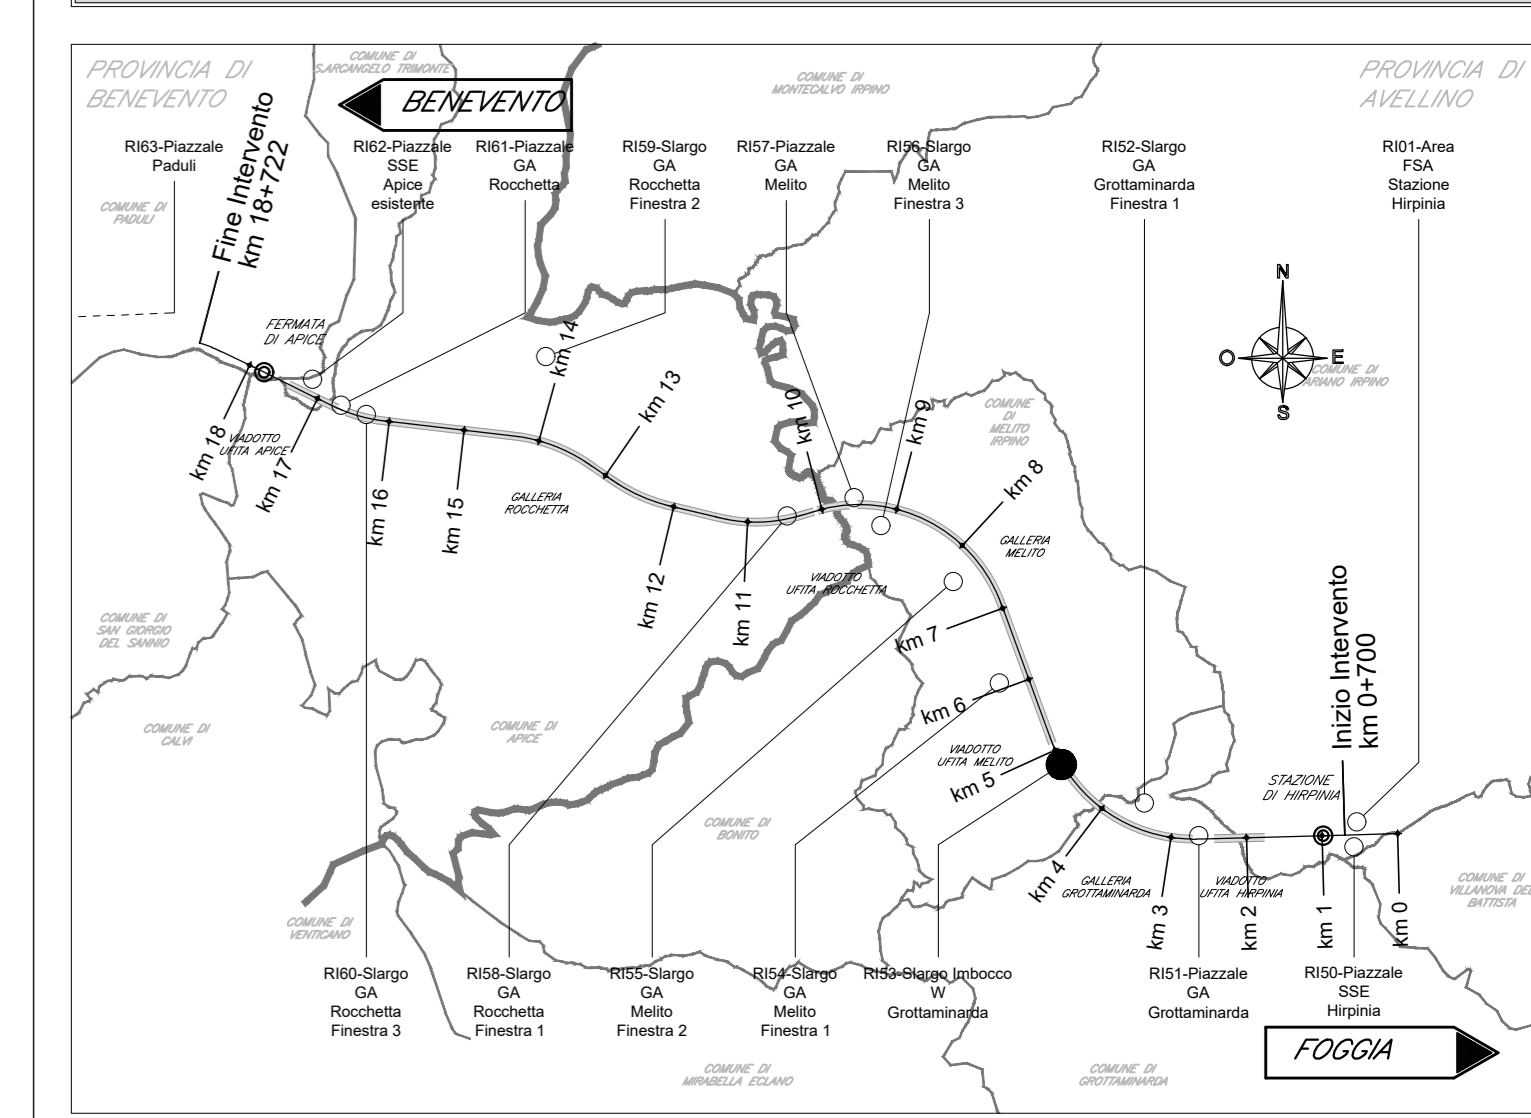 PROVINCIA DI
BENEVENTO
COMUNE DI
S.ARCANGELO TRIMONTE
COMUNE DI
MONTECALVO IRPINO
PROVINCIA DI
AVELLINO
BENEVENTO
RI63-Piazzale
Paduli
Fine Intervento
km 18+722
RI62-Piazzale
SSE
Apice
esistente
RI61-Piazzale
GA
Rocchetta
RI59-Slargo
GA
Rocchetta
Finestra 2
RI57-Piazzale
GA
Melito
RI56-Slargo
GA
Melito
Finestra 3
RI52-Slargo
GA
Grottaminarda
Finestra 1
RI01-Area
FSA
Stazione
Hirpinia
COMUNE DI
PADULI
N
O
E
S
COMUNE DI
ARIANO IRPINO
FERMATA
DI APICE
COMUNE
DI
MELITO
IRPINO
km 18
VIADOTTO
UFITA APICE
km 17
km 16
km 15
km 14
km 13
km 12
km 11
km 10
km 9
km 8
GALLERIA
ROCCHETTA
GALLERIA
MELITO
VIADOTTO
UFITA ROCCHETTA
km 7
km 6
COMUNE DI
SAN GIORGIO
DEL SANNIO
COMUNE DI
CALVI
COMUNE DI
APICE
VIADOTTO
UFITA MELITO
km 5
Inizio Intervento
km 0+700
STAZIONE
DI HIRPINIA
COMUNE DI
BONITO
km 4
GALLERIA
GROTTAMINARDA
km 3
VIADOTTO
UFITA HIRPINIA
km 2
km 1
km 0
COMUNE DI
VILLANOVA DEL
BATTISTA
COMUNE DI
VENTICANO
RI60-Slargo
GA
Rocchetta
Finestra 3
RI58-Slargo
GA
Rocchetta
Finestra 1
RI55-Slargo
GA
Melito
Finestra 2
RI54-Slargo
GA
Melito
Finestra 1
RI53-Slargo Imbocco
W
Grottaminarda
RI51-Piazzale
GA
Grottaminarda
RI50-Piazzale
SSE
Hirpinia
FOGGIA
COMUNE DI
MIRABELLA ECLANO
COMUNE DI
GROTTAMINARDA